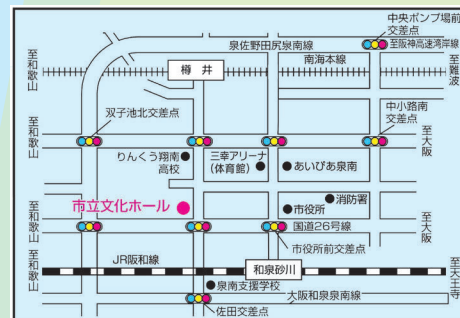 中央ポンプ場前
交差点
泉佐野田尻泉南線
至阪神高速湾岸線
至和歌山
南海本線
至難波
樽井
双子池北交差点
中小路南
交差点
至和歌山
りんくう翔南
高校
三幸アリーナ
(体育館)
あいぴあ泉南
至大阪
消防署
市立文化ホール
市役所
至和歌山
国道26号線
至大阪
市役所前交差点
至和歌山
JR阪和線
和泉砂川
至天王寺
泉南支援学校
大阪和泉泉南線
佐田交差点